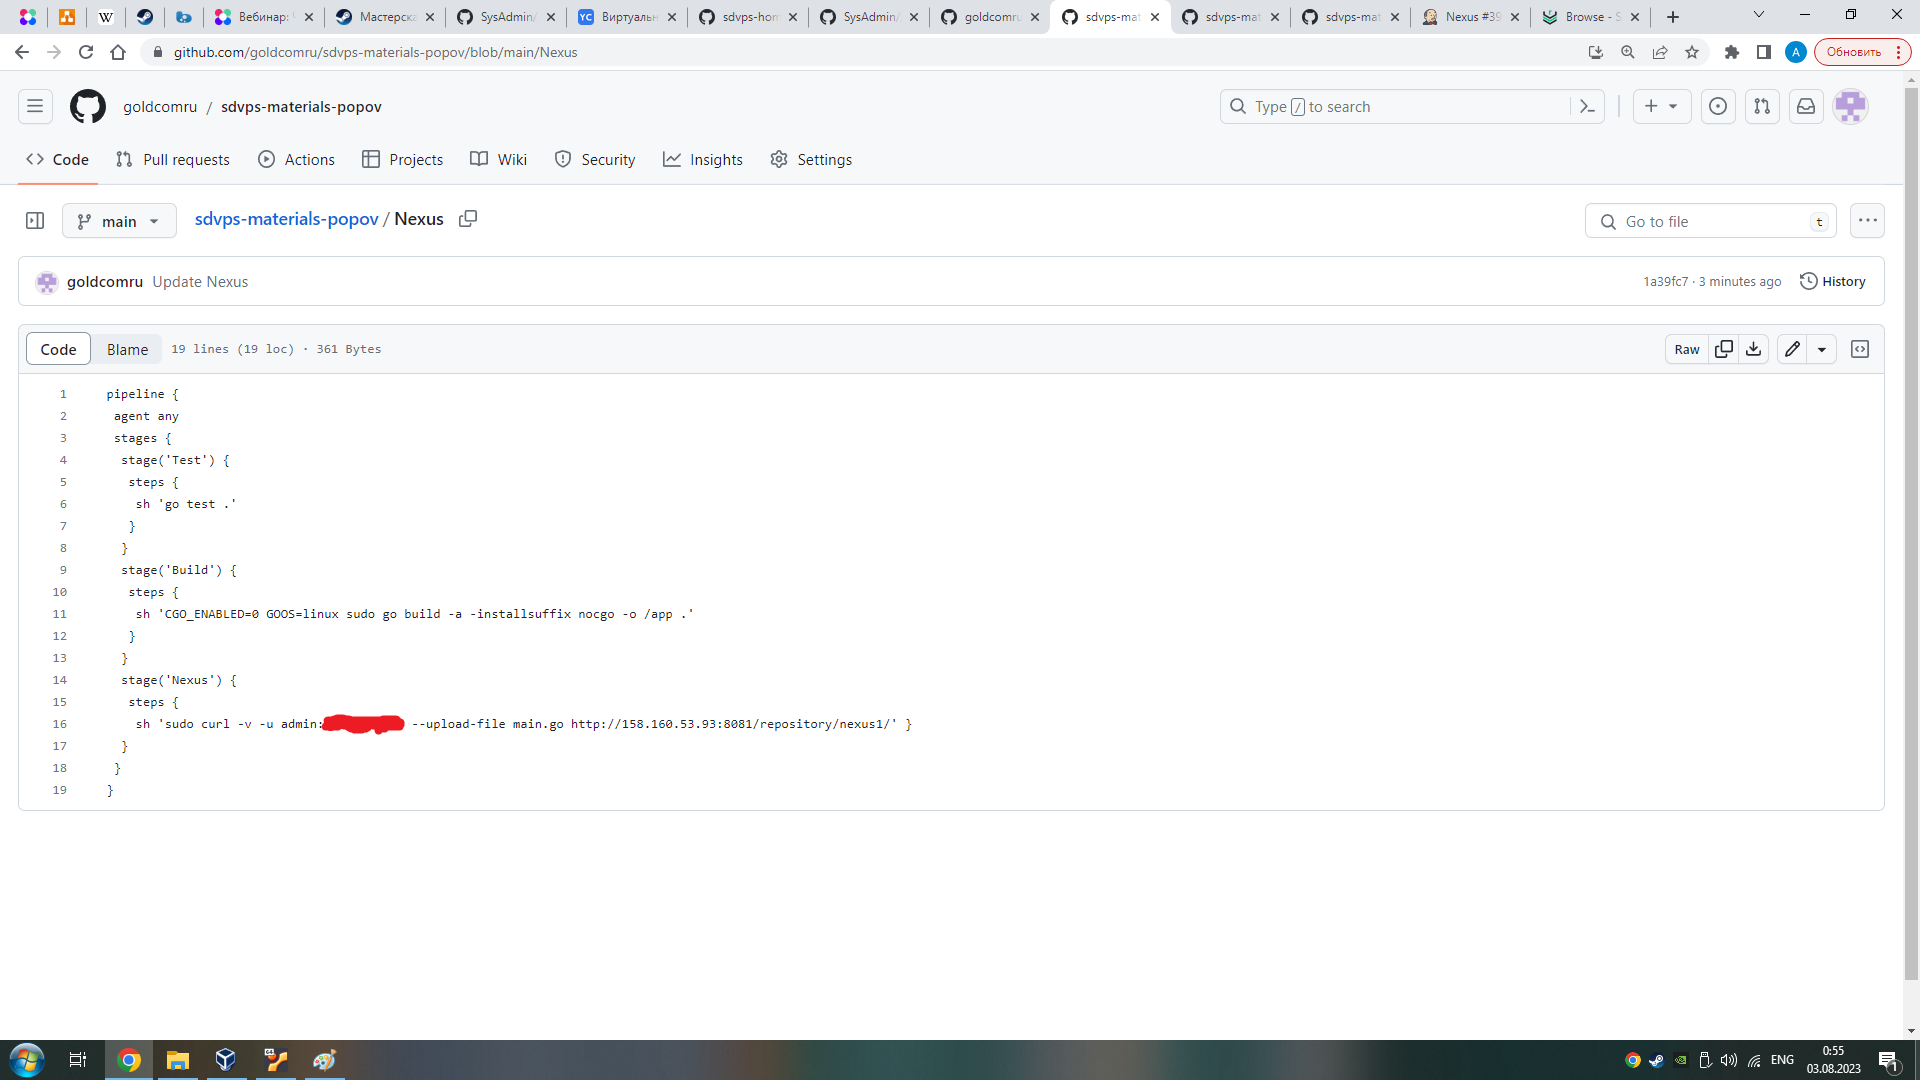 Вебинар:
Мастерска
SysAdmin/
Виртуальн
sdvps-hom
SysAdmin/
goldcomru
sdvps-mat
sdvps-mat
sdvps-mat
Nexus #39
Browse - S
github.com/goldcomru/sdvps-materials-popov/blob/main/Nexus
A
Обновить
goldcomru / sdvps-materials-popov
Type / to search
Code
Pull requests
Actions
Projects
Wiki
Security
Insights
Settings
main
sdvps-materials-popov / Nexus
Go to file
t
goldcomru Update Nexus
1a39fc7 · 3 minutes ago
History
Code
Blame
19 lines (19 loc) · 361 Bytes
Raw
1 pipeline {
2 agent any
3 stages {
4 stage('Test') {
5 steps {
6 sh 'go test .'
7 }
8 }
9 stage('Build') {
10 steps {
11 sh 'CGO_ENABLED=0 GOOS=linux sudo go build -a -installsuffix nocgo -o /app .'
12 }
13 }
14 stage('Nexus') {
15 steps {
16 sh 'sudo curl -v -u admin: --upload-file main.go http://158.160.53.93:8081/repository/nexus1/' }
17 }
18 }
19 }
ENG
0:55
03.08.2023
1